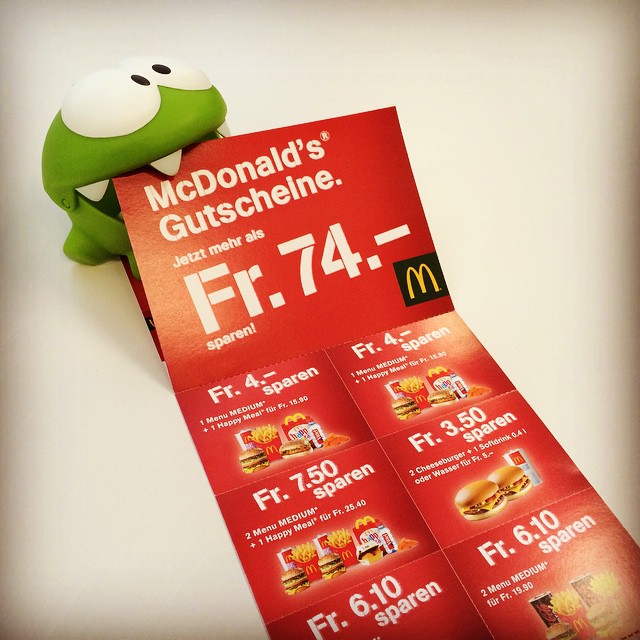 McDonald's®
Gutscheine.
Jetzt mehr als
Fr. 74.–
sparen!
Fr. 4.–
sparen
1 Menu MEDIUM*
+ 1 Happy Meal® für Fr. 15.90
Fr. 4.–
sparen
1 Menu MEDIUM*
+ 1 Happy Meal® für Fr. 15.90
Fr. 7.50
sparen
2 Menu MEDIUM*
+ 1 Happy Meal® für Fr. 25.40
Fr. 3.50
sparen
2 Cheeseburger + 1 Softdrink 0.4 l
oder Wasser für Fr. 5.–
Fr. 6.10
sparen
Fr. 6.10
sparen
2 Menu MEDIUM*
für Fr. 19.90